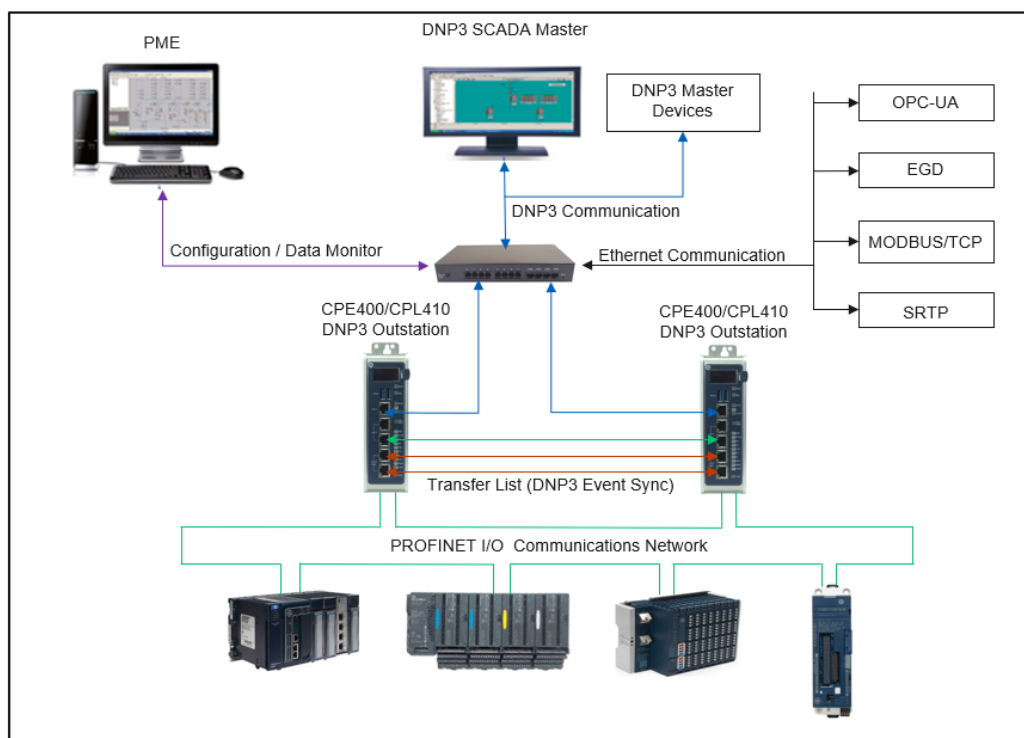 PME
DNP3 SCADA Master
DNP3 Master
Devices
OPC-UA
EGD
DNP3 Communication
MODBUS/TCP
Configuration / Data Monitor
Ethernet Communication
CPE400/CPL410
DNP3 Outstation
CPE400/CPL410
DNP3 Outstation
SRTP
Transfer List (DNP3 Event Sync)
PROFINET I/O Communications Network